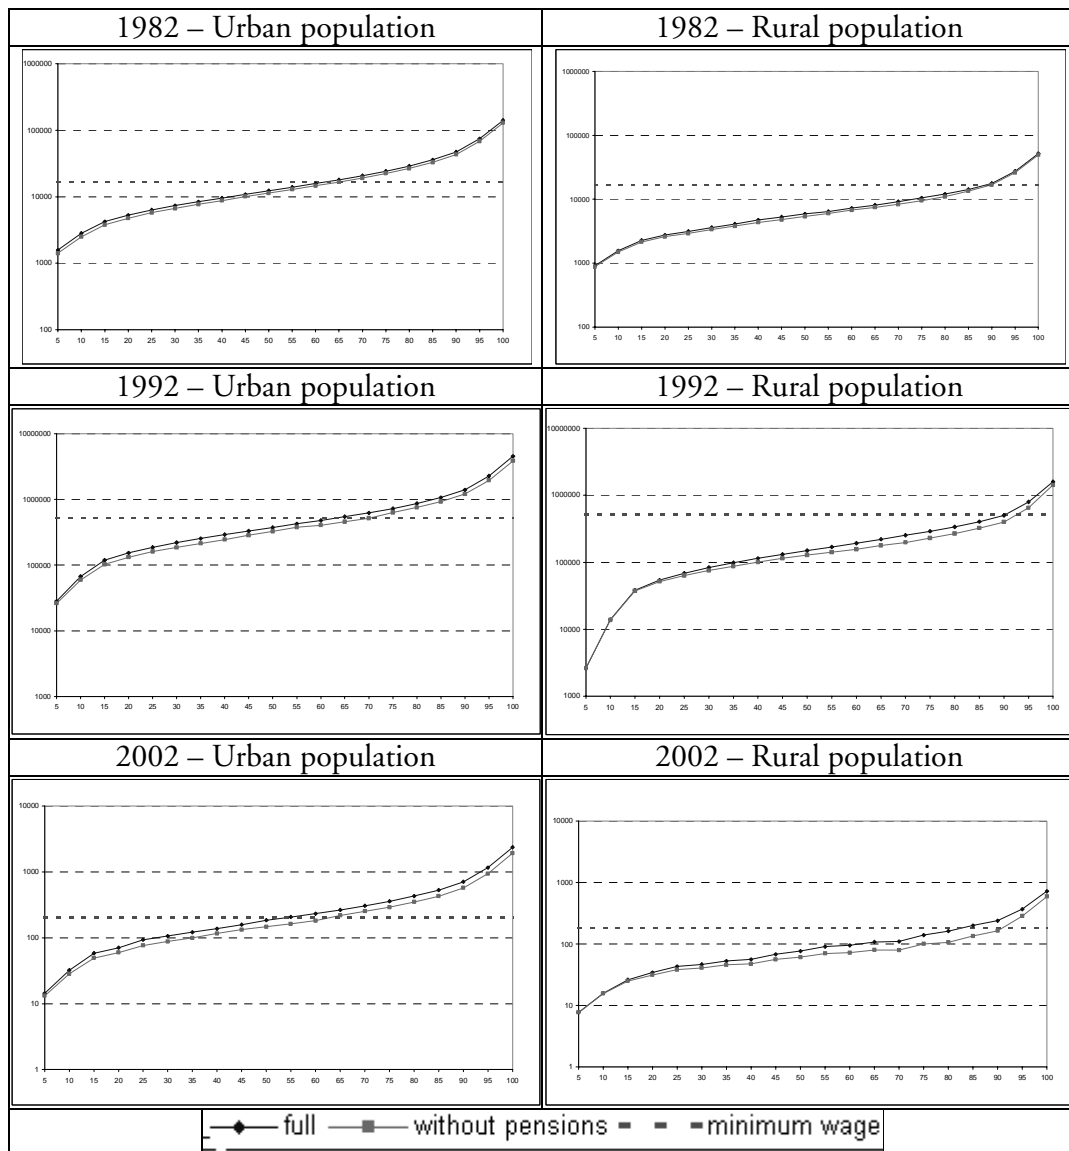 1982 – Urban population
1982 – Rural population
1000000
100000
10000
1000
100
5 10 15 20 25 30 35 40 45 50 55 60 65 70 75 80 85 90 95 100
1000000
100000
10000
1000
100
5 10 15 20 25 30 35 40 45 50 55 60 65 70 75 80 85 90 95 100
1992 – Urban population
1992 – Rural population
10000000
1000000
100000
10000
1000
5 10 15 20 25 30 35 40 45 50 55 60 65 70 75 80 85 90 95 100
10000000
1000000
100000
10000
1000
5 10 15 20 25 30 35 40 45 50 55 60 65 70 75 80 85 90 95 100
2002 – Urban population
2002 – Rural population
10000
1000
100
10
1
5 10 15 20 25 30 35 40 45 50 55 60 65 70 75 80 85 90 95 100
10000
1000
100
10
1
5 10 15 20 25 30 35 40 45 50 55 60 65 70 75 80 85 90 95 100
full without pensions minimum wage